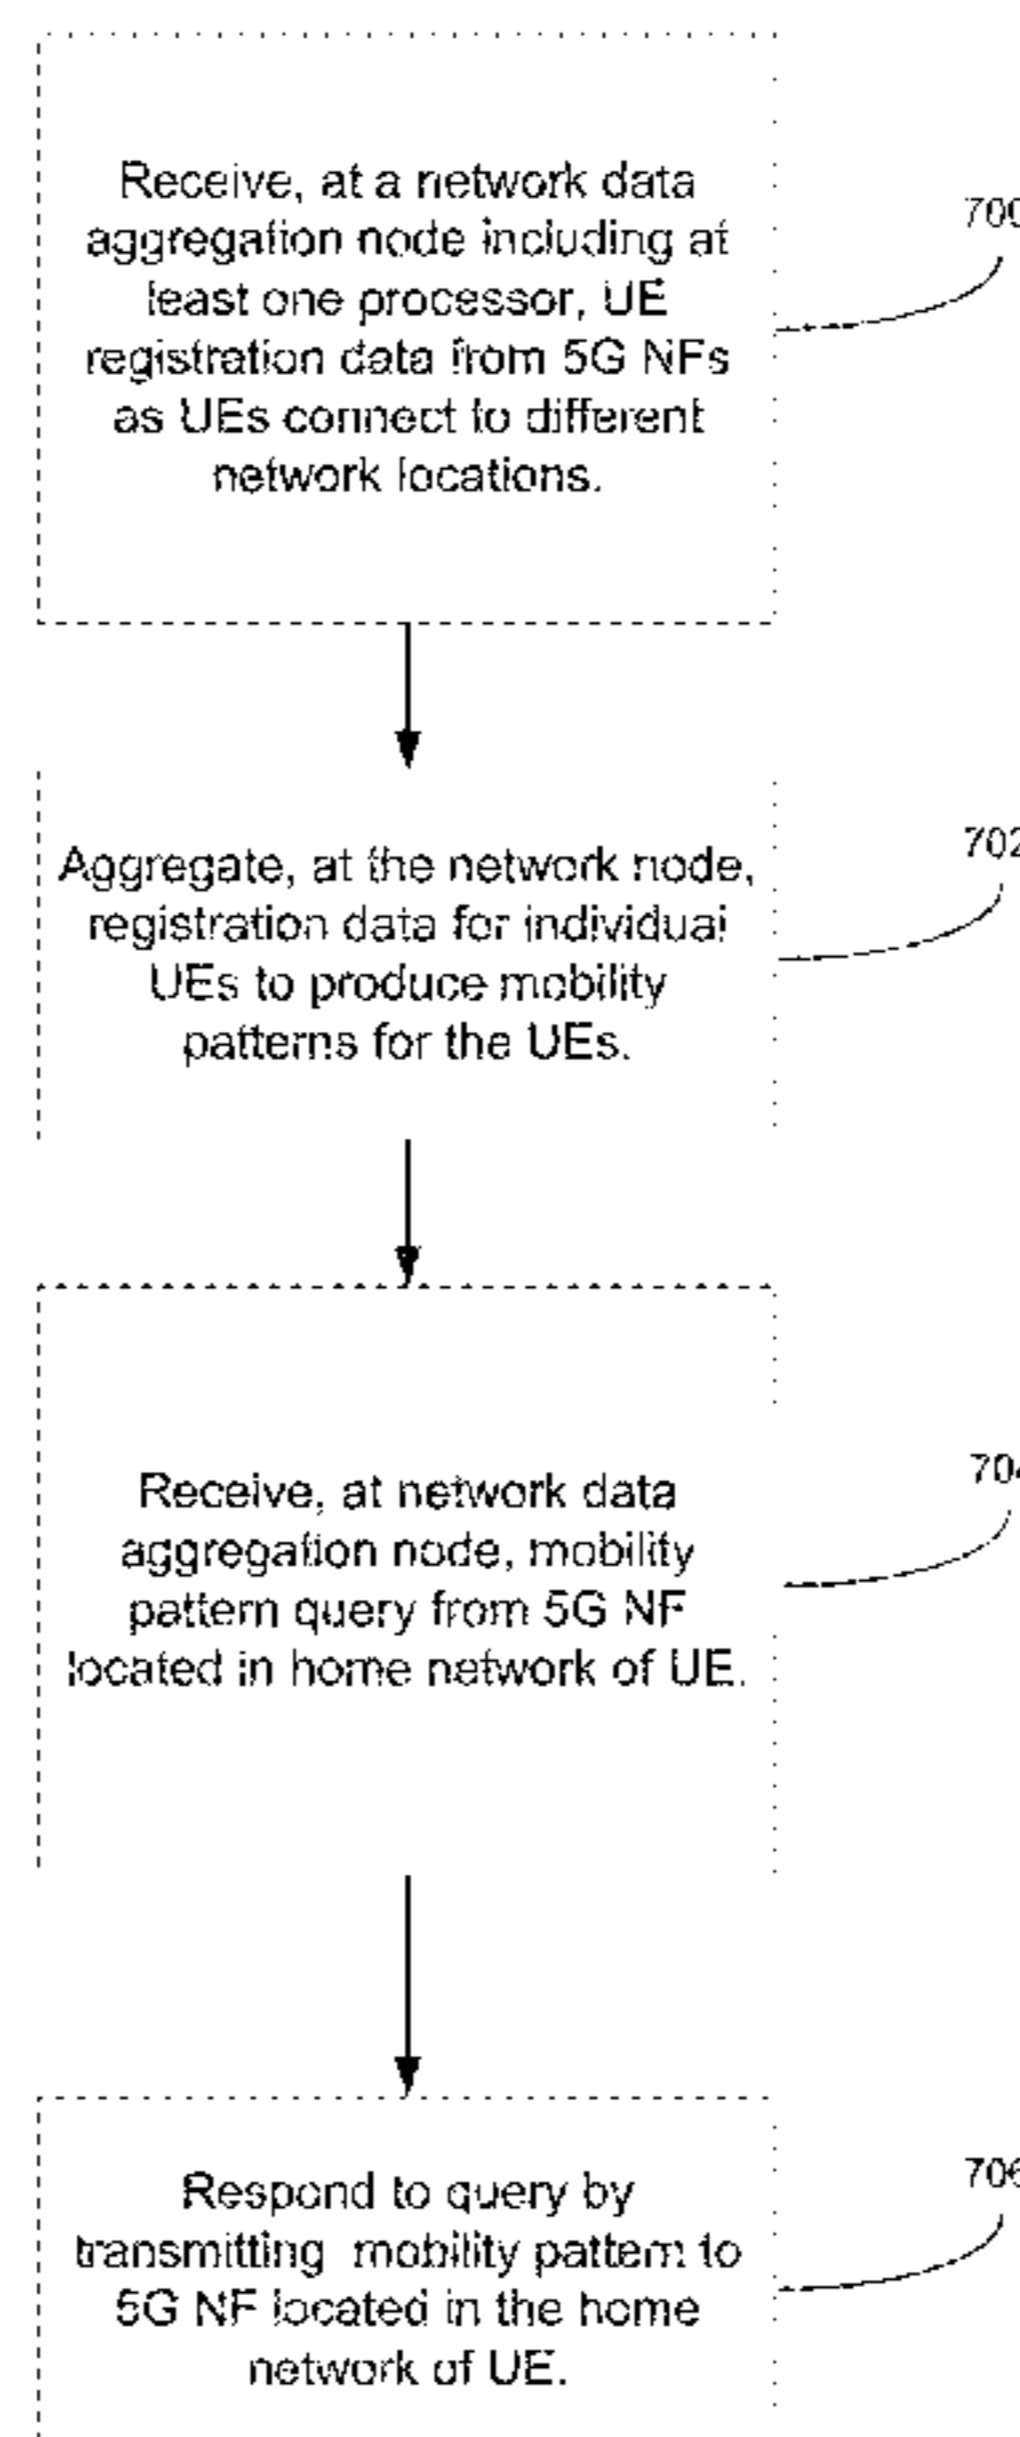 Receive, at a network data
aggregation node including at
least one processor, UE
registration data from 5G NFs
as UEs connect to different
network locations.
700
Aggregate, at the network node,
registration data for individual
UEs to produce mobility
patterns for the UEs.
702
Receive, at network data
aggregation node, mobility
pattern query from 5G NF
located in home network of UE.
704
Respond to query by
transmitting mobility pattern to
5G NF located in the home
network of UE.
706